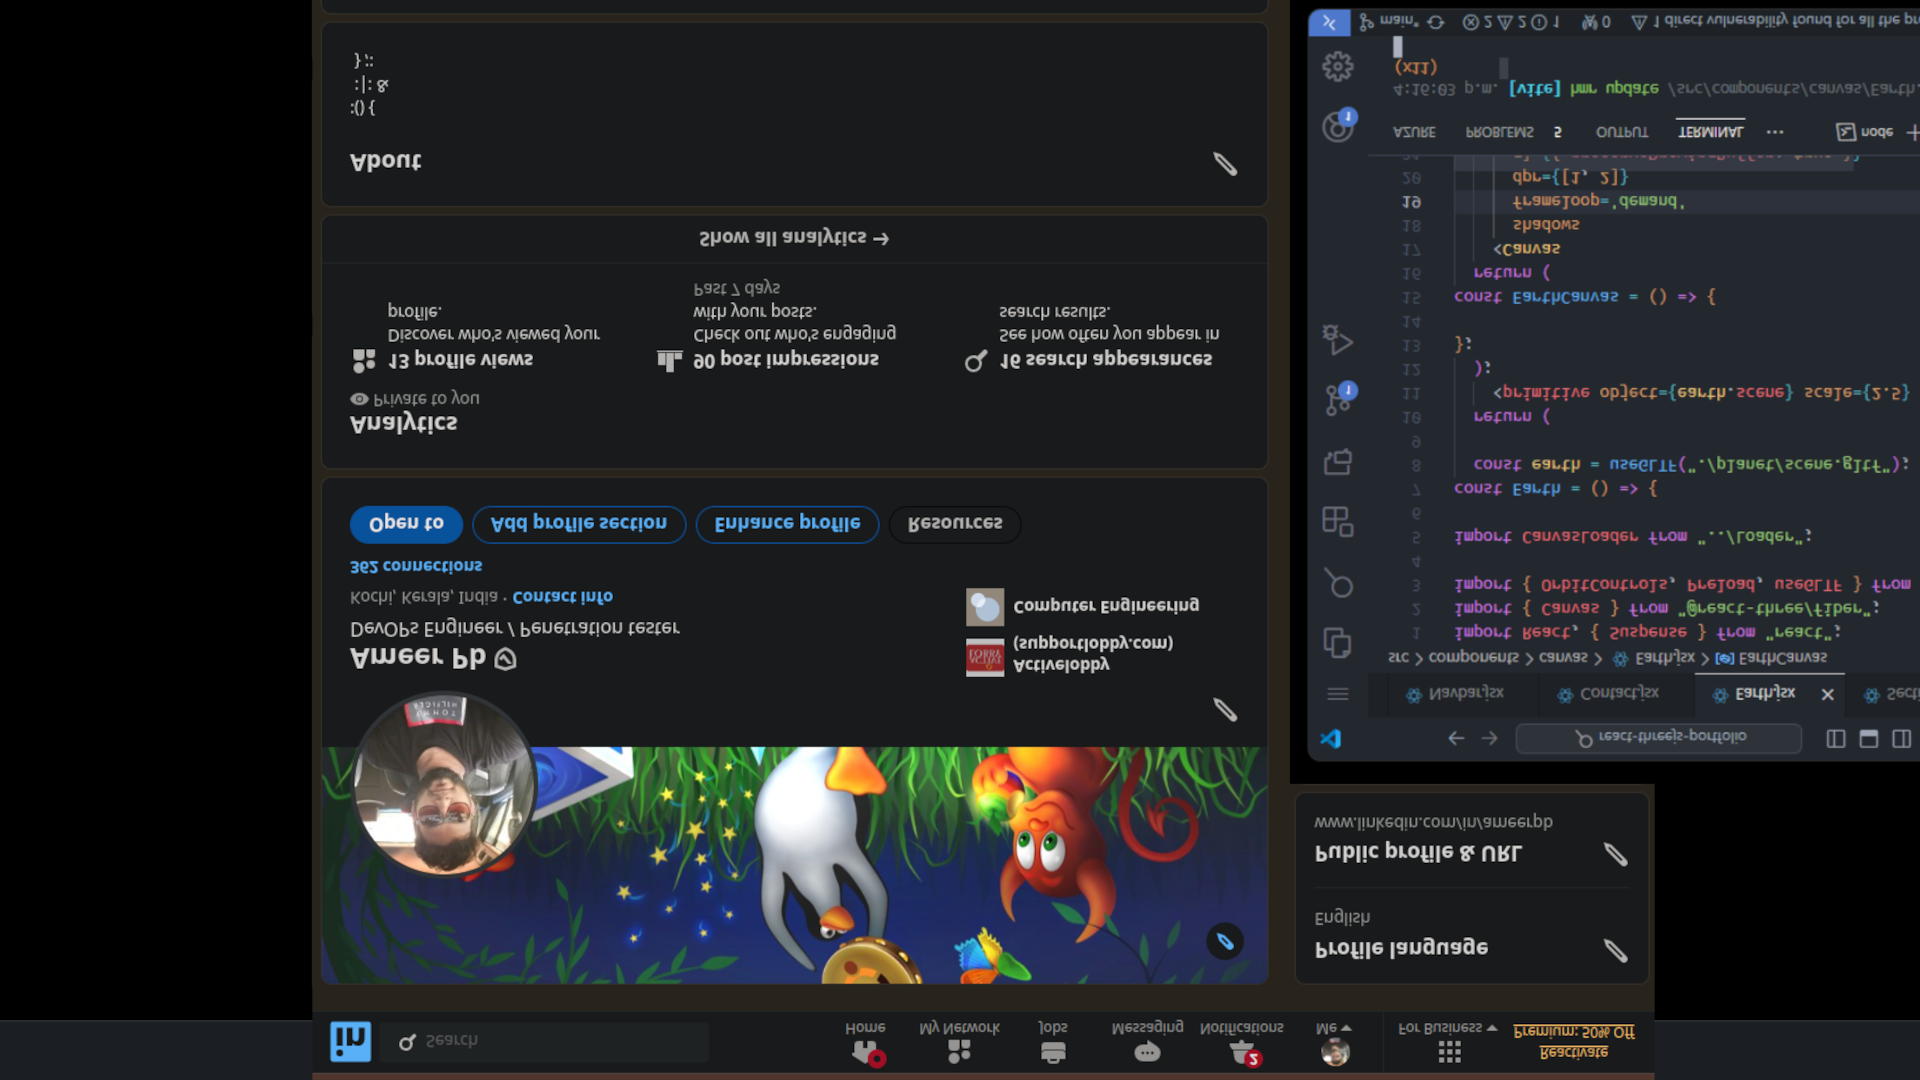 in
Search
Home
My Network
Jobs
Messaging
Notifications
2
Me
For Business
Reactivate
Premium: 50% Off
Ameer Pb
DevOPs Engineer / Penetration tester
Kochi, Kerala, India · Contact info
362 connections
Activelobby
(supportlobby.com)
Computer Engineering
Open to
Add profile section
Enhance profile
Resources
Analytics
Private to you
13 profile views
Discover who's viewed your
profile.
90 post impressions
Check out who's engaging
with your posts.
Past 7 days
16 search appearances
See how often you appear in
search results.
Show all analytics →
About
:(){
:|: &
};:
Profile language
English
Public profile & URL
www.linkedin.com/in/ameerpb
react-threejs-portfolio
Navbar.jsx
Contact.jsx
Earth.jsx
src > components > canvas > Earth.jsx > EarthCanvas
1 import React, { Suspense } from "react";
2 import { Canvas } from "@react-three/fiber";
3 import { OrbitControls, Preload, useGLTF } from
4
5 import CanvasLoader from "../Loader";
6
7 const Earth = () => {
8 const earth = useGLTF("./planet/scene.gltf");
9
10 return (
11 <primitive object={earth.scene} scale={2.5}
12 );
13 };
14
15 const EarthCanvas = () => {
16 return (
17 <Canvas
18 shadows
19 frameloop='demand'
20 dpr={[1, 2]}
AZURE
PROBLEMS 5
OUTPUT
TERMINAL
node
4:16:03 p.m. [vite] hmr update /src/components/canvas/Earth.
(x11)
main*
2
2
1
0
1 direct vulnerability found for all the
1
1